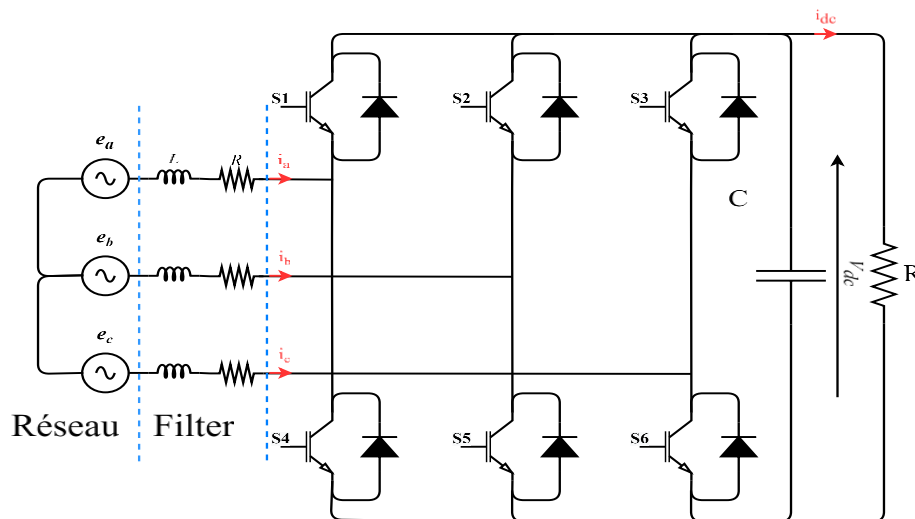 i_dc
S1
S2
S3
e_a
L
R
i_a
C
e_b
i_b
V_dc
R
e_c
i_c
Réseau
Filter
S4
S5
S6